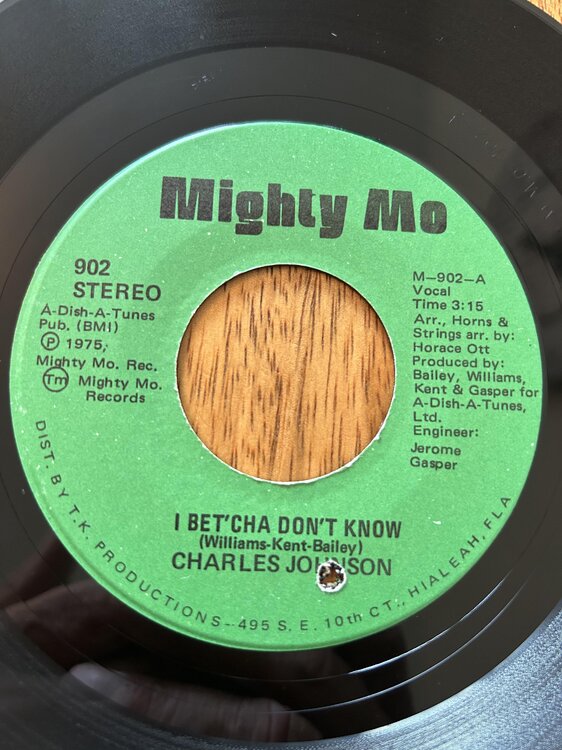 Mighty Mo
902
STEREO
A-Dish-A-Tunes
Pub. (BMI)
Ⓟ 1975,
Mighty Mo. Rec.
Tm Mighty Mo.
Records
M—902—A
Vocal
Time 3:15
Arr., Horns &
Strings arr. by:
Horace Ott
Produced by:
Bailey, Williams,
Kent & Gasper for
A-Dish-A-Tunes,
Ltd.
Engineer:
Jerome
Gasper
I BET'CHA DON'T KNOW
(Williams-Kent-Bailey)
CHARLES JOHNSON
DIST. BY T.K. PRODUCTIONS—495 S. E. 10th CT., HIALEAH, FLA